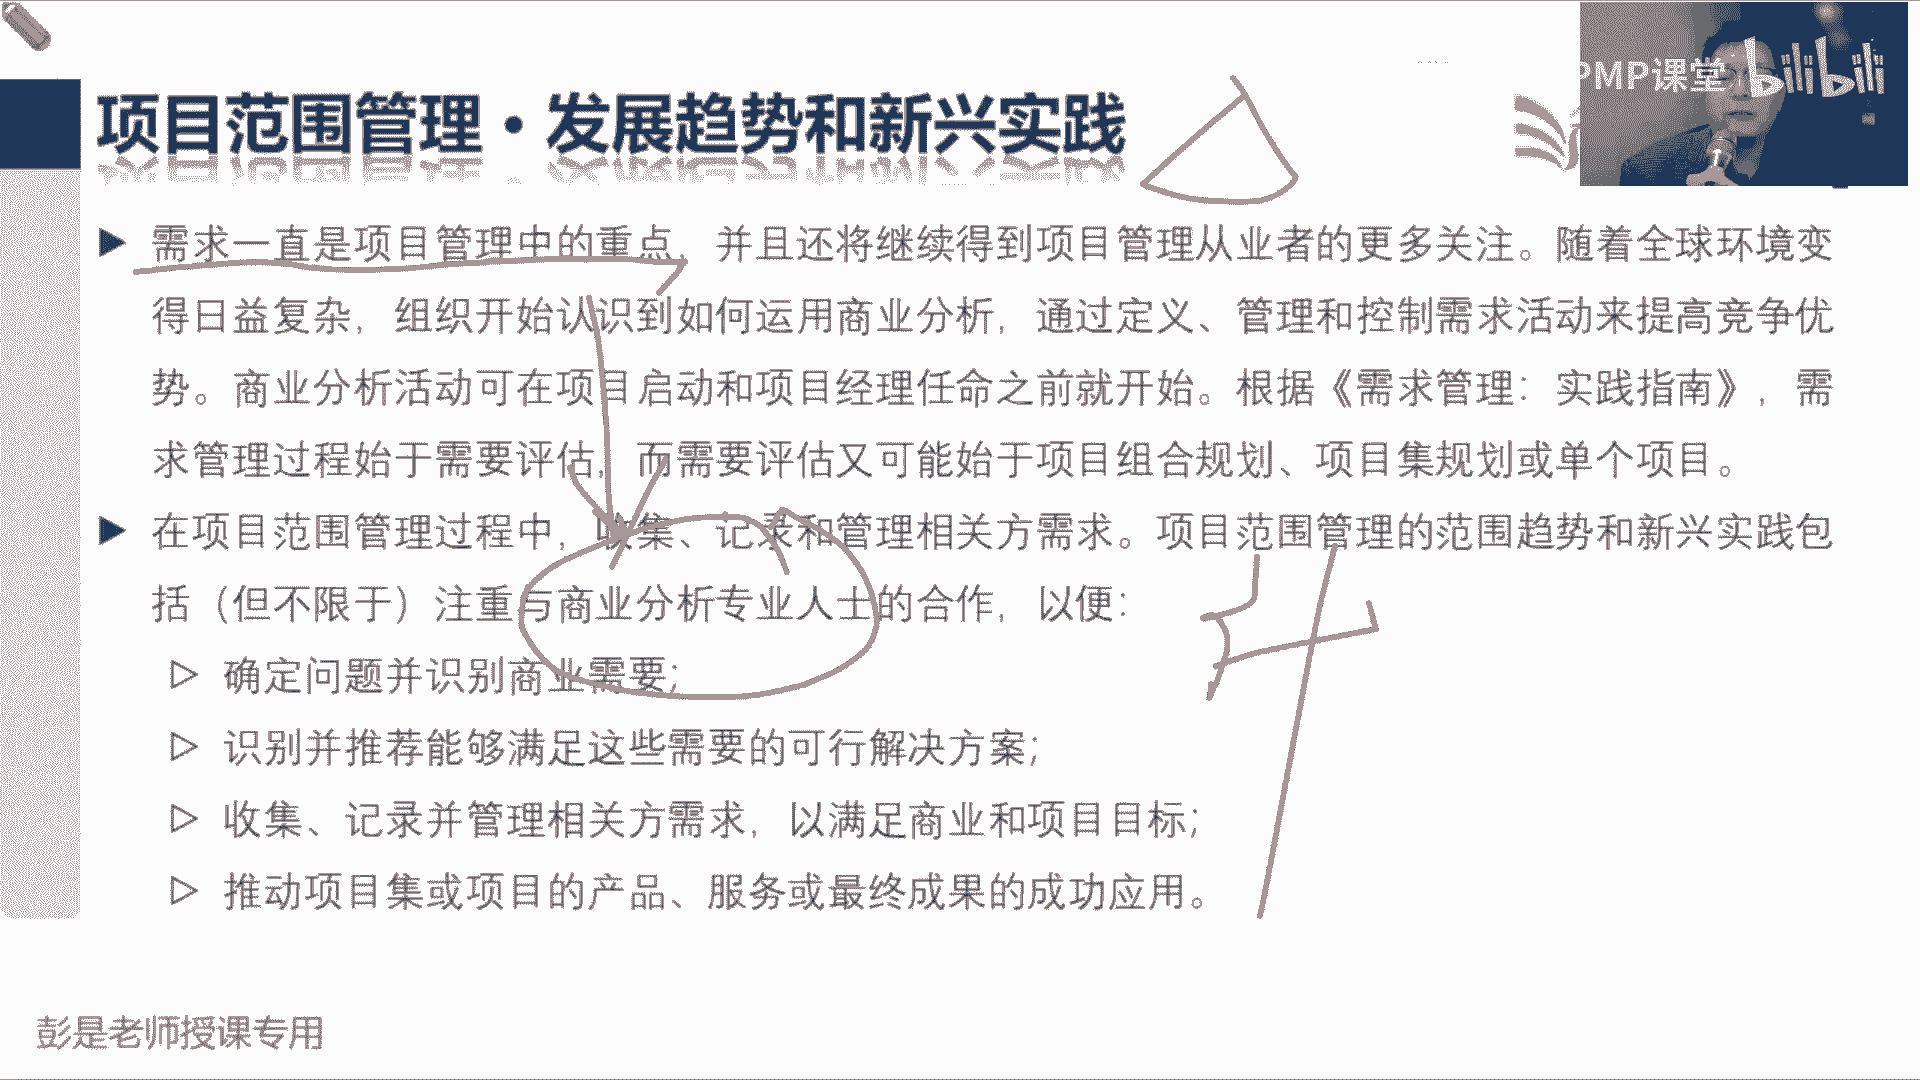 PMP课堂 bilibili
项目范围管理·发展趋势和新兴实践
需求一直是项目管理中的重点，并且还将继续得到项目管理从业者的更多关注。随着全球环境变
得日益复杂，组织开始认识到如何运用商业分析，通过定义、管理和控制需求活动来提高竞争优
势。商业分析活动可在项目启动和项目经理任命之前就开始。根据《需求管理：实践指南》，需
求管理过程始于需要评估，而需要评估又可能始于项目组合规划、项目集规划或单个项目。
在项目范围管理过程中，收集、记录和管理相关方需求。项目范围管理的范围趋势和新兴实践包
括（但不限于）注重与商业分析专业人士的合作，以便：
确定问题并识别商业需要；
识别并推荐能够满足这些需要的可行解决方案；
收集、记录并管理相关方需求，以满足商业和项目目标；
推动项目集或项目的产品、服务或最终成果的成功应用。
彭是老师授课专用